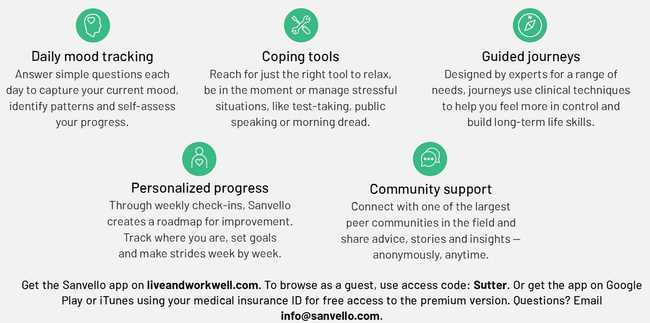 Daily mood tracking
Answer simple questions each
day to capture your current mood,
identify patterns and self-assess
your progress.
Coping tools
Reach for just the right tool to relax,
be in the moment or manage stressful
situations, like test-taking, public
speaking or morning dread.
Guided journeys
Designed by experts for a range of
needs, journeys use clinical techniques
to help you feel more in control and
build long-term life skills.
Personalized progress
Through weekly check-ins, Sanvello
creates a roadmap for improvement.
Track where you are, set goals
and make strides week by week.
Community support
Connect with one of the largest
peer communities in the field and
share advice, stories and insights —
anonymously, anytime.
Get the Sanvello app on liveandworkwell.com. To browse as a guest, use access code: Sutter. Or get the app on Google
Play or iTunes using your medical insurance ID for free access to the premium version. Questions? Email
info@sanvello.com.